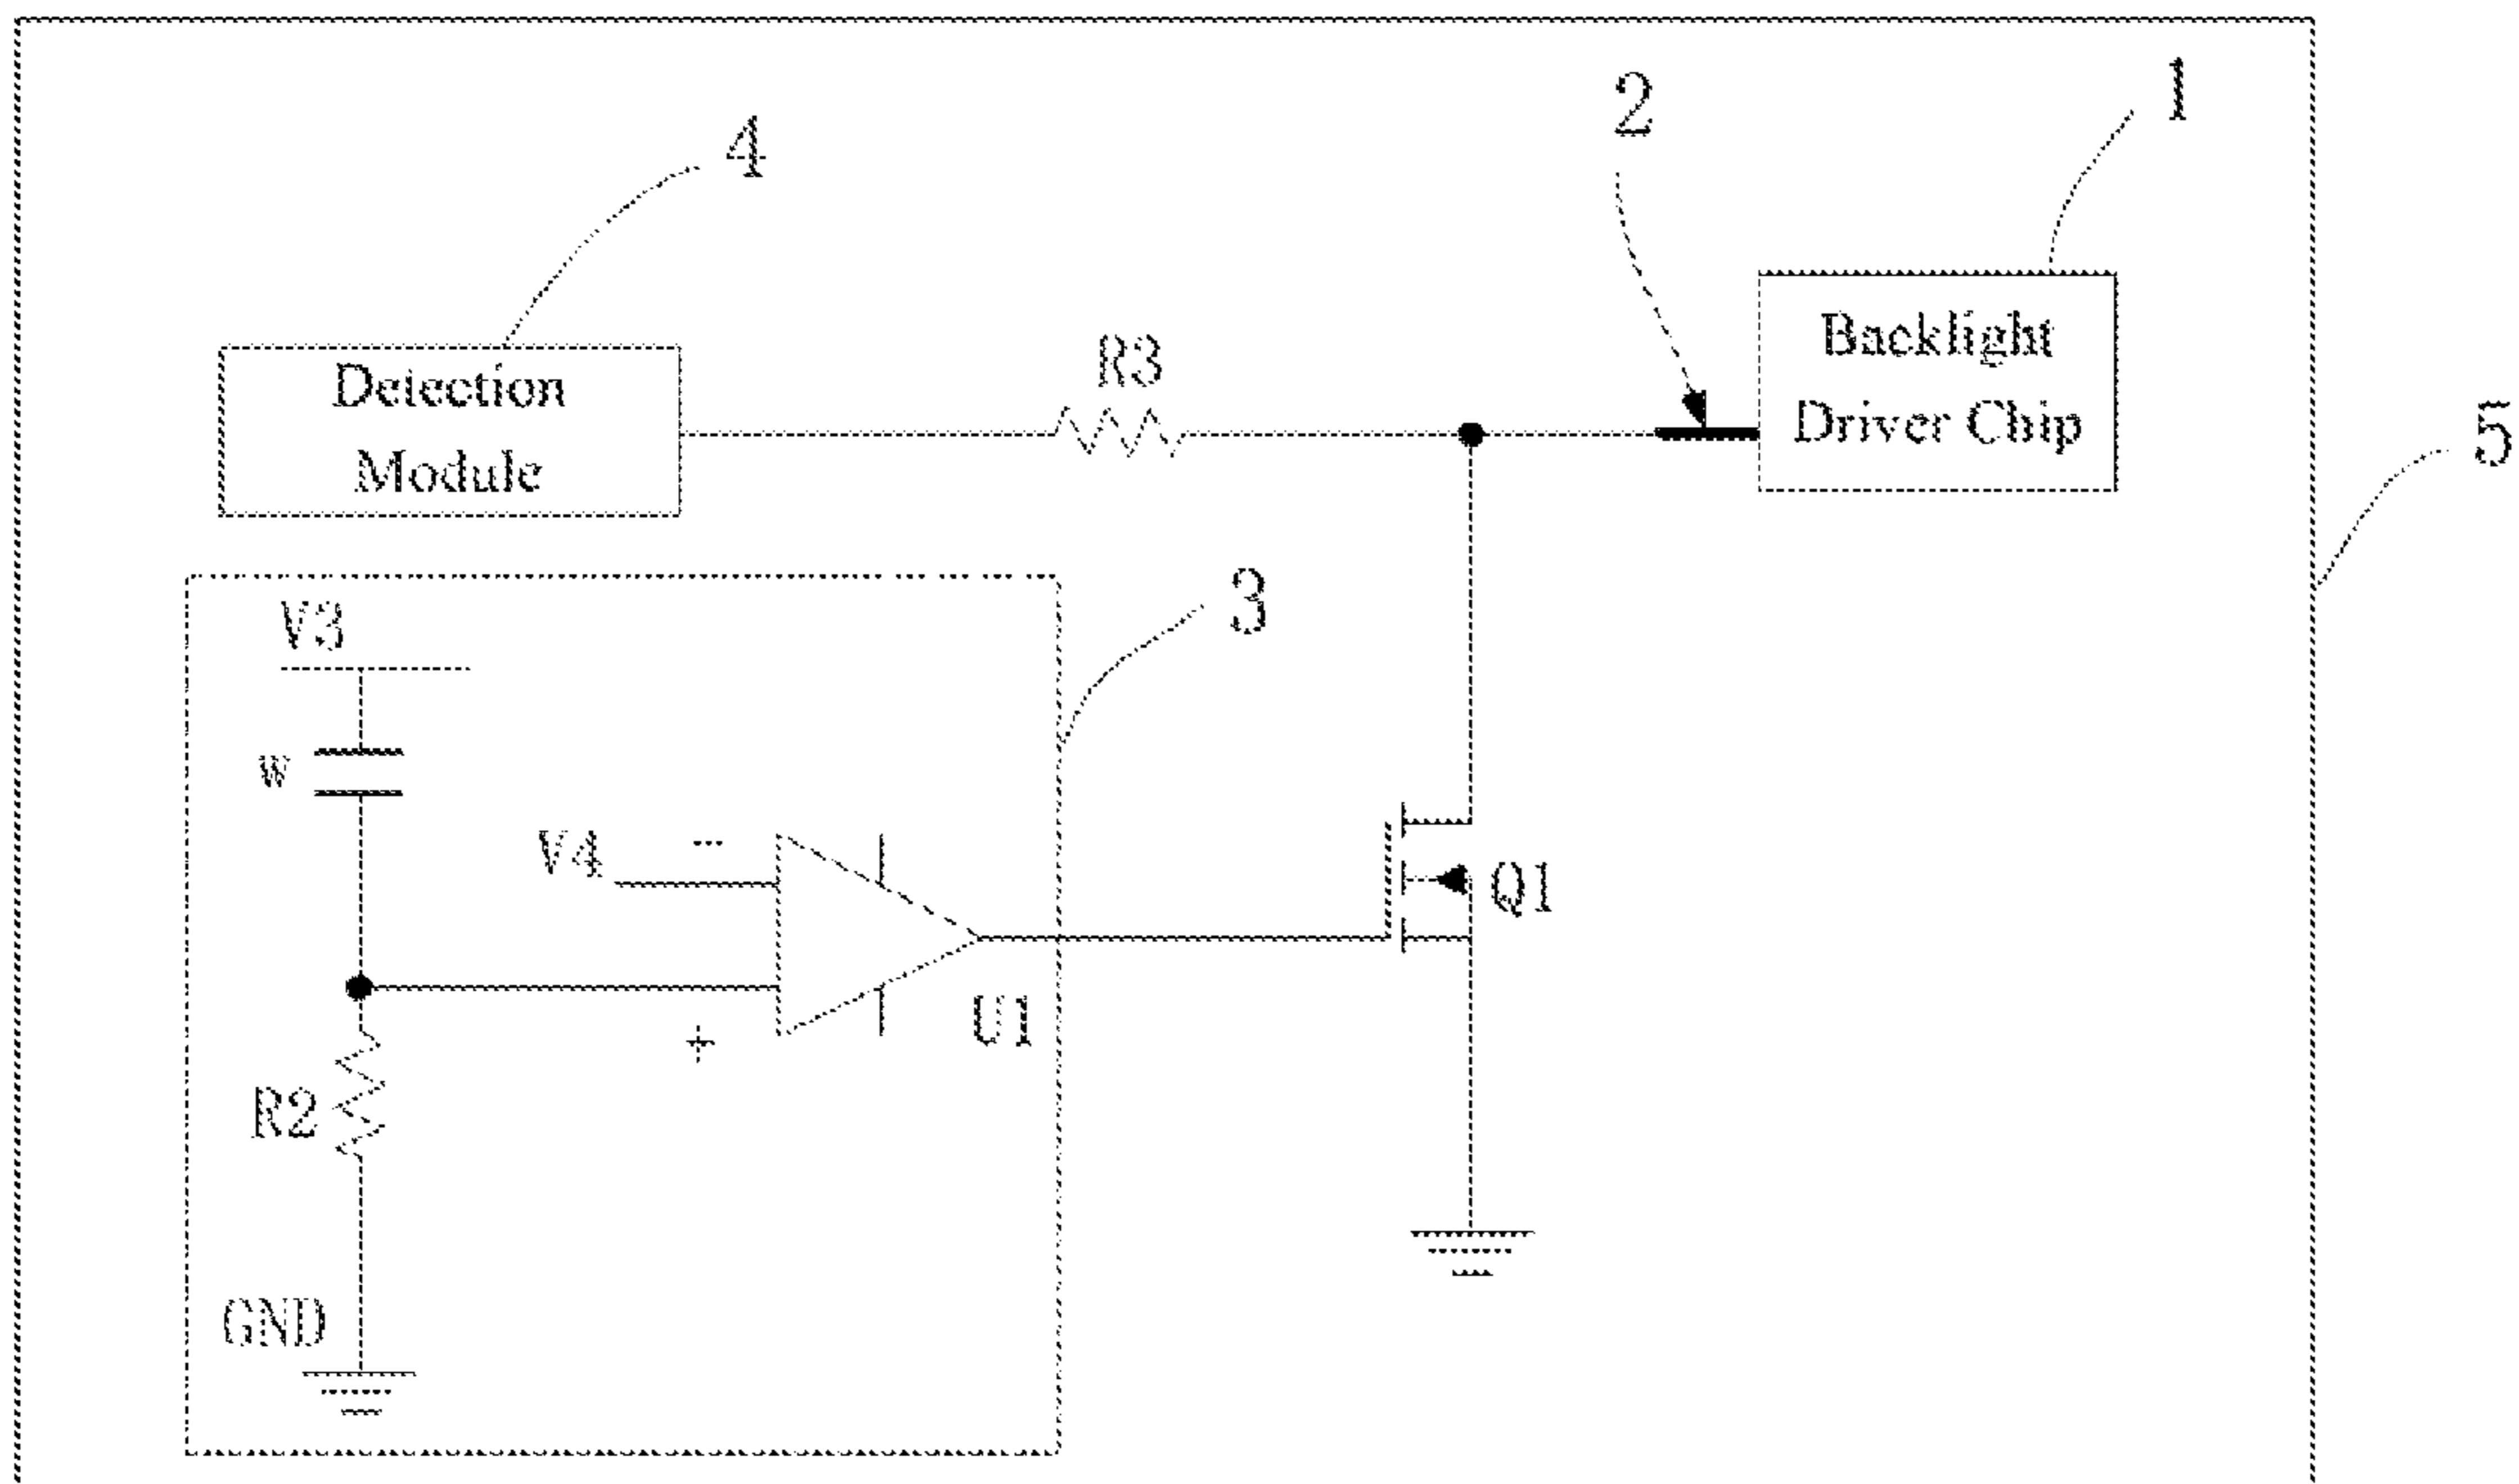 1
2
4
Backlight
Driver Chip
R3
Detection
Module
5
3
V3
W
V4
-
Q1
U1
+
R2
GND